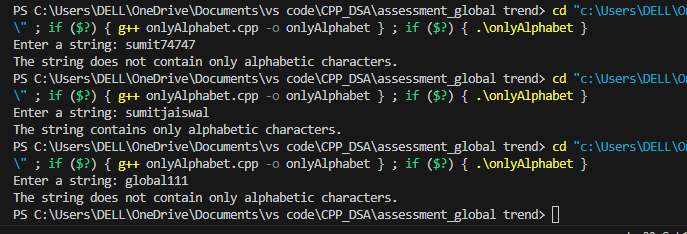 PS C:\Users\DELL\OneDrive\Documents\vs code\CPP_DSA\assessment_global trend> cd "c:\Users\DELL\On
\" ; if ($?) { g++ onlyAlphabet.cpp -o onlyAlphabet } ; if ($?) { .\onlyAlphabet }
Enter a string: sumit74747
The string does not contain only alphabetic characters.
PS C:\Users\DELL\OneDrive\Documents\vs code\CPP_DSA\assessment_global trend> cd "c:\Users\DELL\On
\" ; if ($?) { g++ onlyAlphabet.cpp -o onlyAlphabet } ; if ($?) { .\onlyAlphabet }
Enter a string: sumitjaiswal
The string contains only alphabetic characters.
PS C:\Users\DELL\OneDrive\Documents\vs code\CPP_DSA\assessment_global trend> cd "c:\Users\DELL\On
\" ; if ($?) { g++ onlyAlphabet.cpp -o onlyAlphabet } ; if ($?) { .\onlyAlphabet }
Enter a string: global111
The string does not contain only alphabetic characters.
PS C:\Users\DELL\OneDrive\Documents\vs code\CPP_DSA\assessment_global trend>